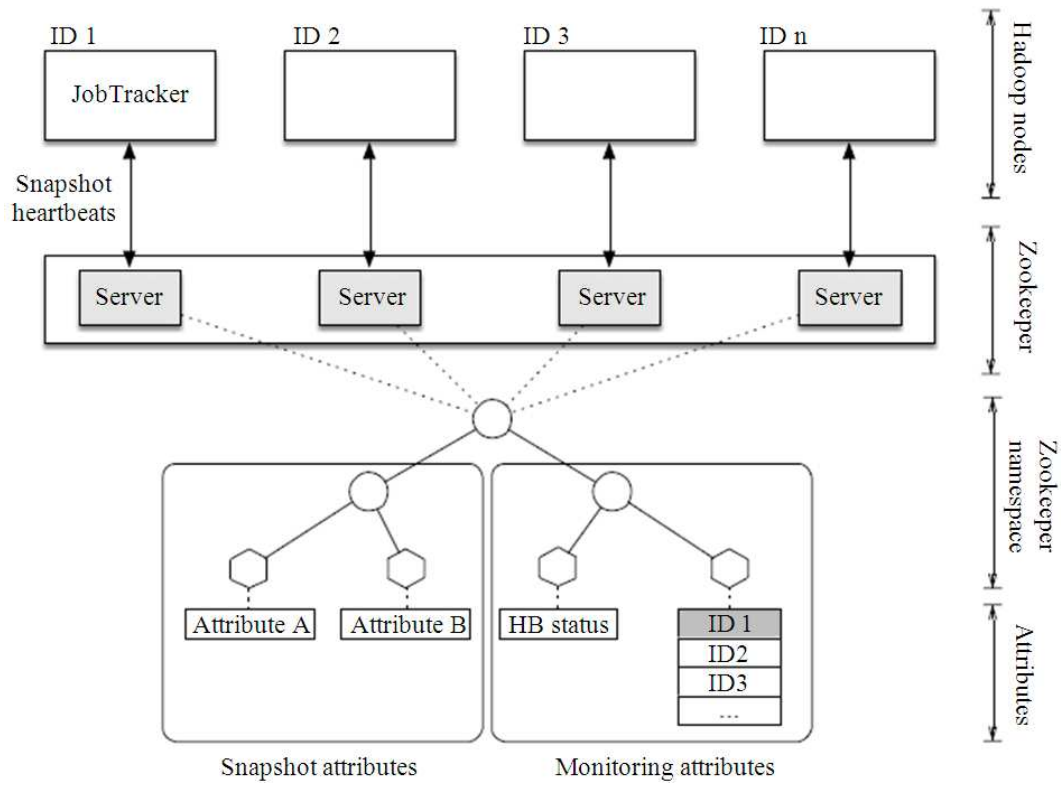 ID 1
ID 2
ID 3
ID n
JobTracker
Hadoop nodes
Snapshot
heartbeats
Server
Server
Server
Server
Zookeeper
Zookeeper
namespace
Attribute A
Attribute B
HB status
ID 1
ID2
ID3
...
Attributes
Snapshot attributes
Monitoring attributes